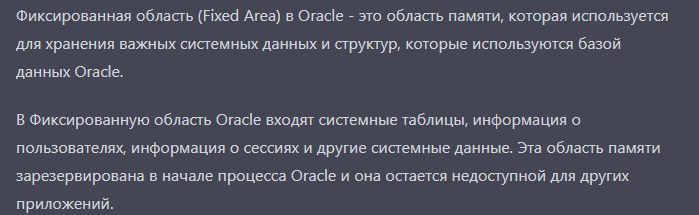 Фиксированная область (Fixed Area) в Oracle - это область памяти, которая используется
для хранения важных системных данных и структур, которые используются базой
данных Oracle.
В Фиксированную область Oracle входят системные таблицы, информация о
пользователях, информация о сессиях и другие системные данные. Эта область памяти
зарезервирована в начале процесса Oracle и она остается недоступной для других
приложений.